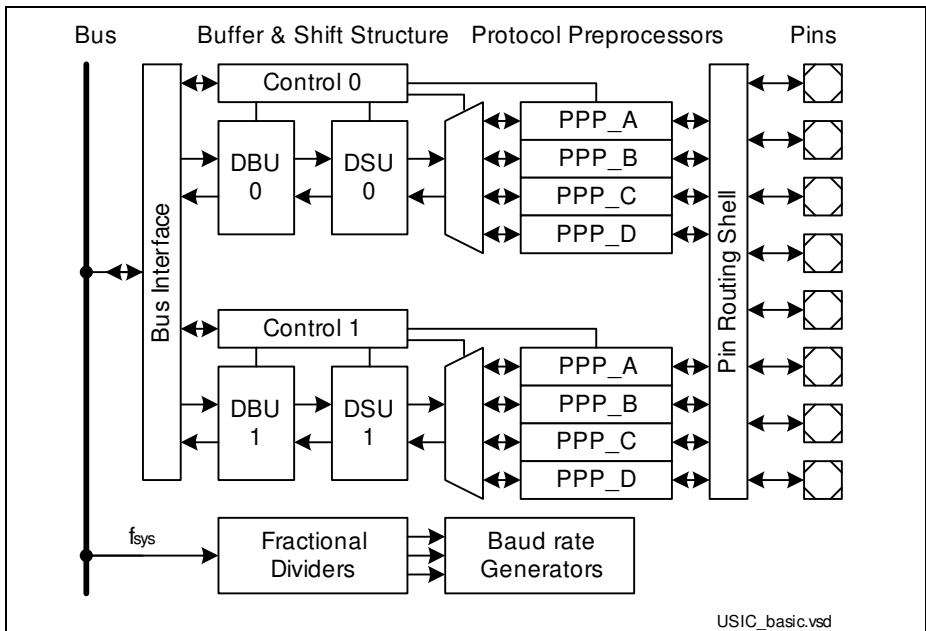 Bus
Buffer & Shift Structure
Protocol Preprocessors
Pins
Bus Interface
Control 0
DBU
0
DSU
0
PPP_A
PPP_B
PPP_C
PPP_D
Pin Routing Shell
Control 1
DBU
1
DSU
1
PPP_A
PPP_B
PPP_C
PPP_D
fsys
Fractional
Dividers
Baud rate
Generators
USIC_basic.vsd